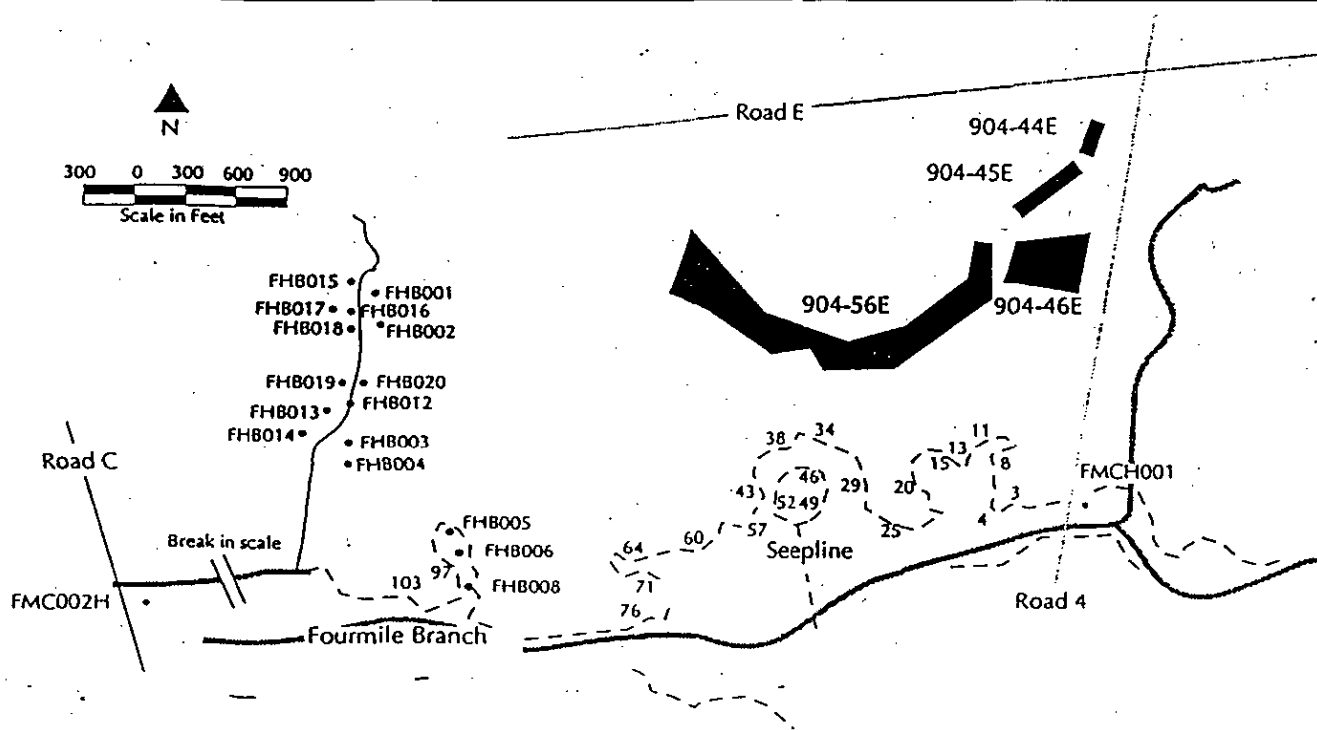 Road E
904-44E
N
904-45E
300 0 300 600 900
Scale in Feet
FHB015
FHB001
FHB017
FHB016
FHB018
FHB002
904-56E
904-46E
FHB019
FHB020
FHB013
FHB012
FHB014
FHB003
FHB004
Road C
38
34
11
13
15
8
FMCH001
46
43
52
49
29
20
3
4
25
57
FHB005
Break in scale
64
60
Seepline
FHB006
97
103
FHB008
71
FMC002H
76
Road 4
Fourmile Branch